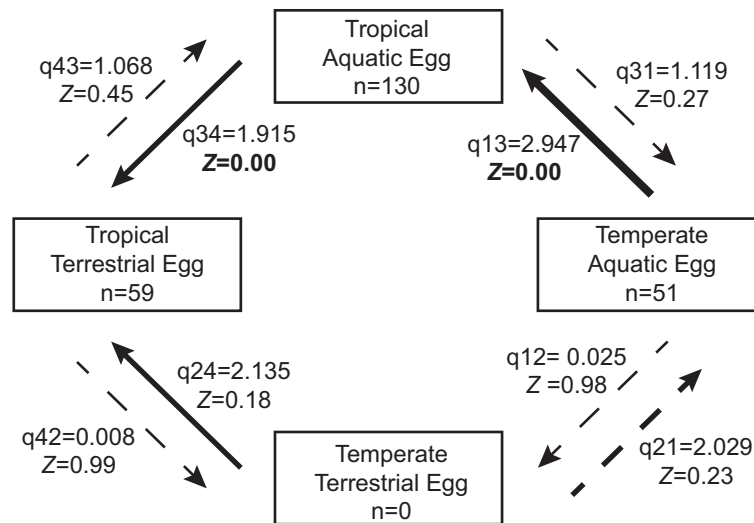 Tropical
Aquatic Egg
n=130
q43=1.068
Z=0.45
q34=1.915
Z=0.00
q31=1.119
Z=0.27
q13=2.947
Z=0.00
Tropical
Terrestrial Egg
n=59
Temperate
Aquatic Egg
n=51
q24=2.135
Z=0.18
q42=0.008
Z=0.99
q12= 0.025
Z =0.98
q21=2.029
Z=0.23
Temperate
Terrestrial Egg
n=0